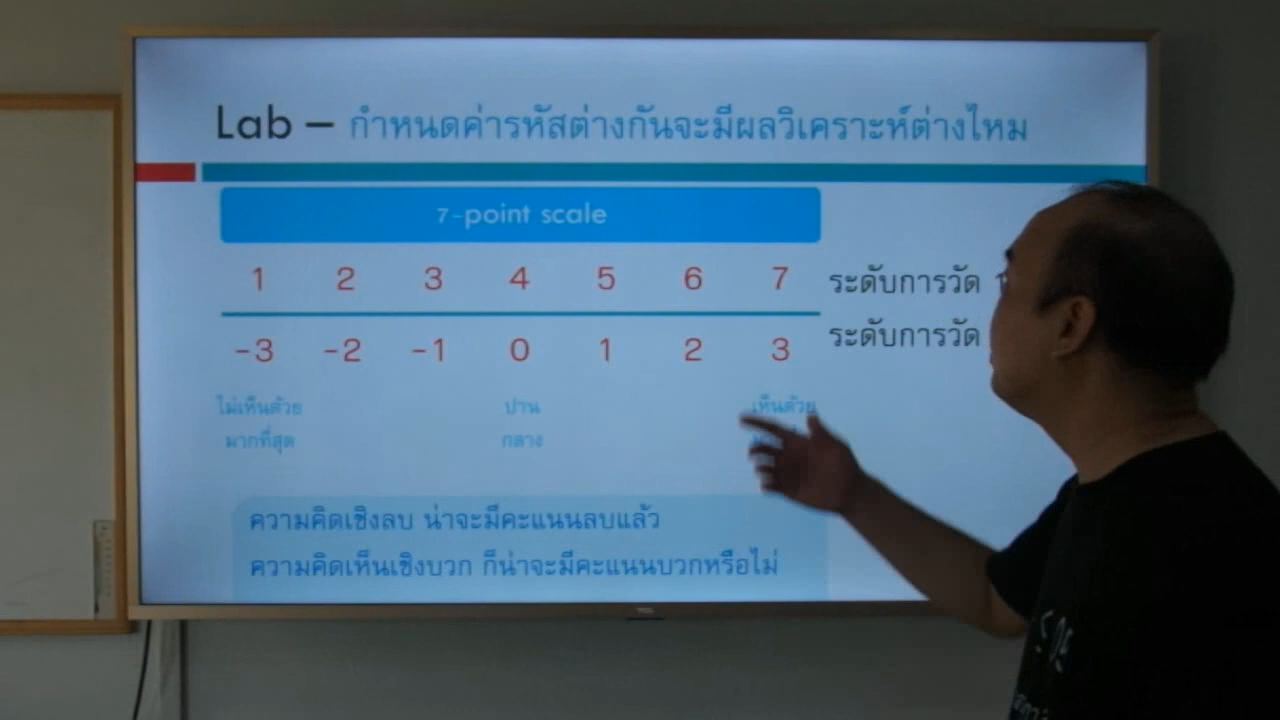 Lab – กำหนดค่ารหัสต่างกันจะมีผลวิเคราะห์ต่างไหม
7-point scale
1 2 3 4 5 6 7 ระดับการวัด
-3 -2 -1 0 1 2 3 ระดับการวัด
ไม่เห็นด้วย ปาน เห็นด้วย
มากที่สุด กลาง
ความคิดเชิงลบ น่าจะมีคะแนนลบแล้ว
ความคิดเห็นเชิงบวก ก็น่าจะมีคะแนนบวกหรือไม่